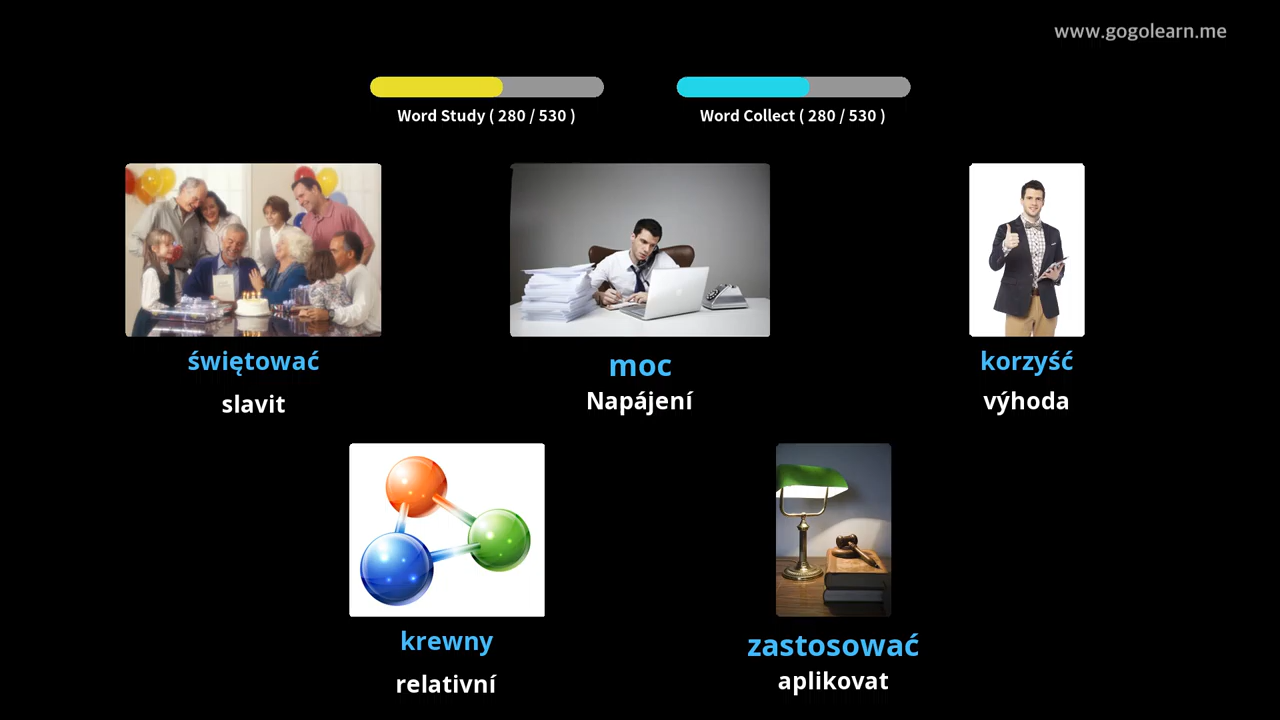 www.gogolearn.me
Word Study ( 280 / 530 )
Word Collect ( 280 / 530 )
świętować
slavit
moc
Napájení
korzyść
výhoda
krewny
relativní
zastosować
aplikovat